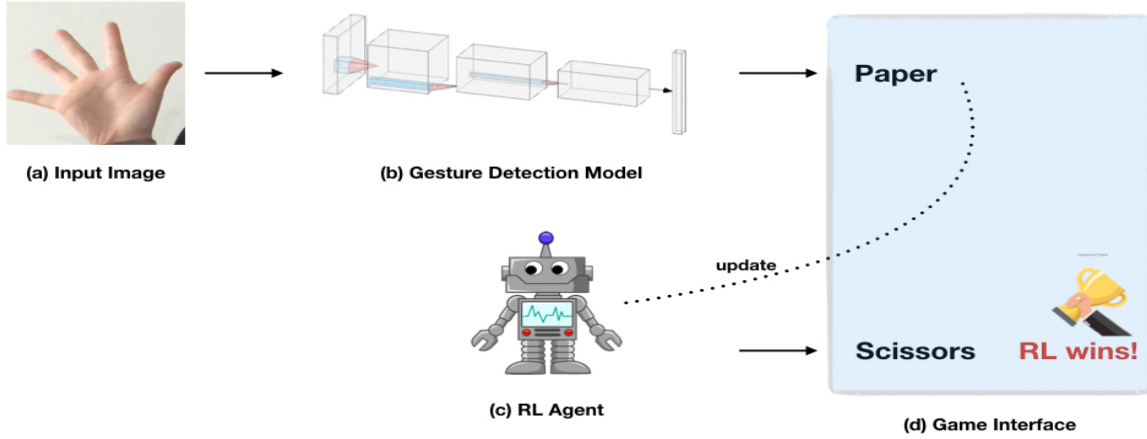 Paper
(a) Input Image
(b) Gesture Detection Model
update
Scissors
RL wins!
(c) RL Agent
(d) Game Interface